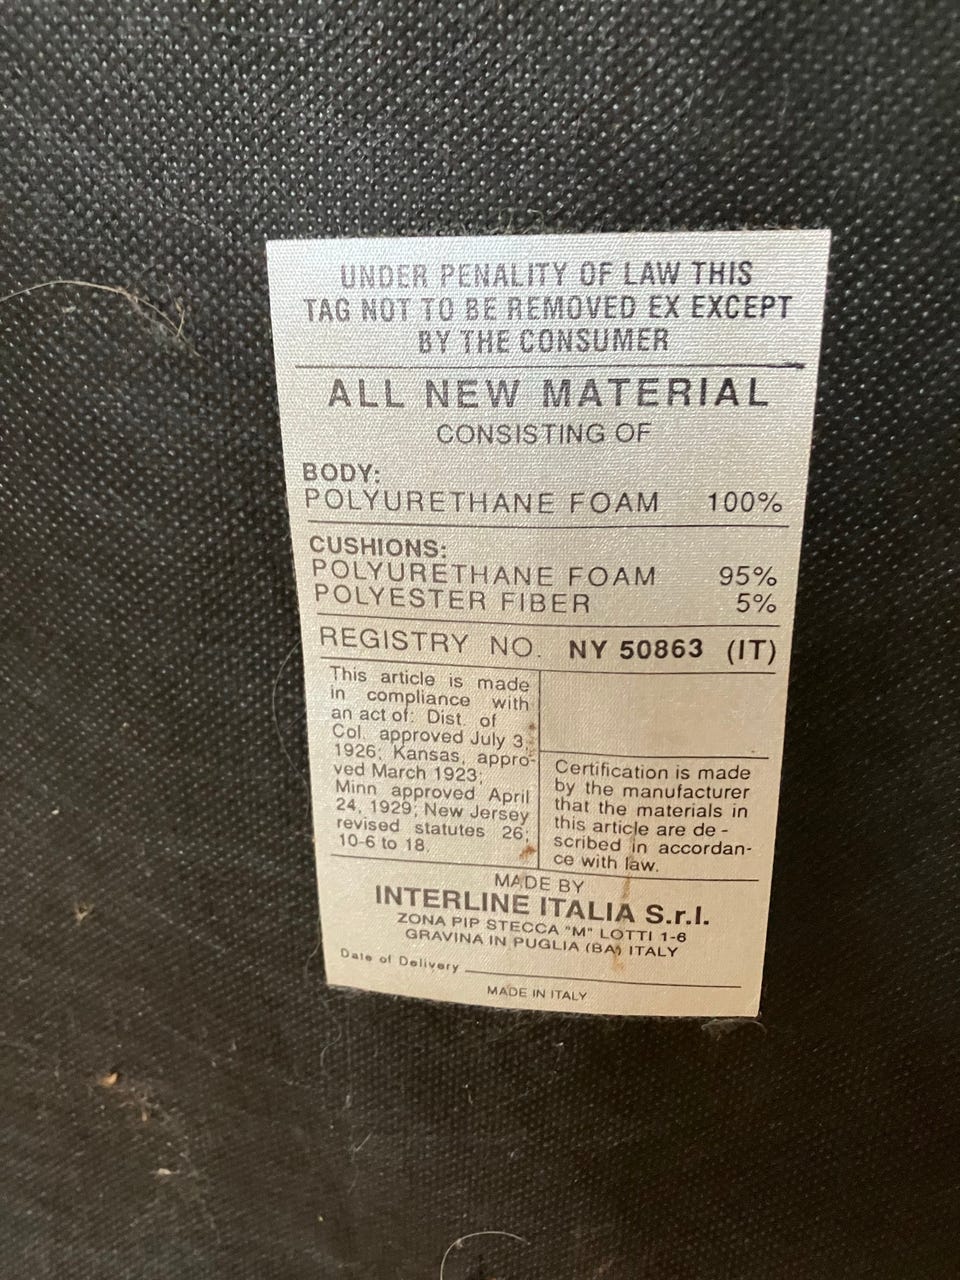 UNDER PENALITY OF LAW THIS
TAG NOT TO BE REMOVED EX EXCEPT
BY THE CONSUMER
ALL NEW MATERIAL
CONSISTING OF
BODY:
POLYURETHANE FOAM 100%
CUSHIONS:
POLYURETHANE FOAM 95%
POLYESTER FIBER 5%
REGISTRY NO. NY 50863 (IT)
This article is made
in compliance with
an act of: Dist. of
Col. approved July 3,
1926; Kansas, appro-
ved March 1923;
Minn approved April
24, 1929; New Jersey
revised statutes 26;
10-6 to 18.
Certification is made
by the manufacturer
that the materials in
this article are de-
scribed in accordan-
ce with law.
MADE BY
INTERLINE ITALIA S.r.l.
ZONA PIP STECCA "M" LOTTI 1-6
GRAVINA IN PUGLIA (BA) ITALY
Date of Delivery
MADE IN ITALY